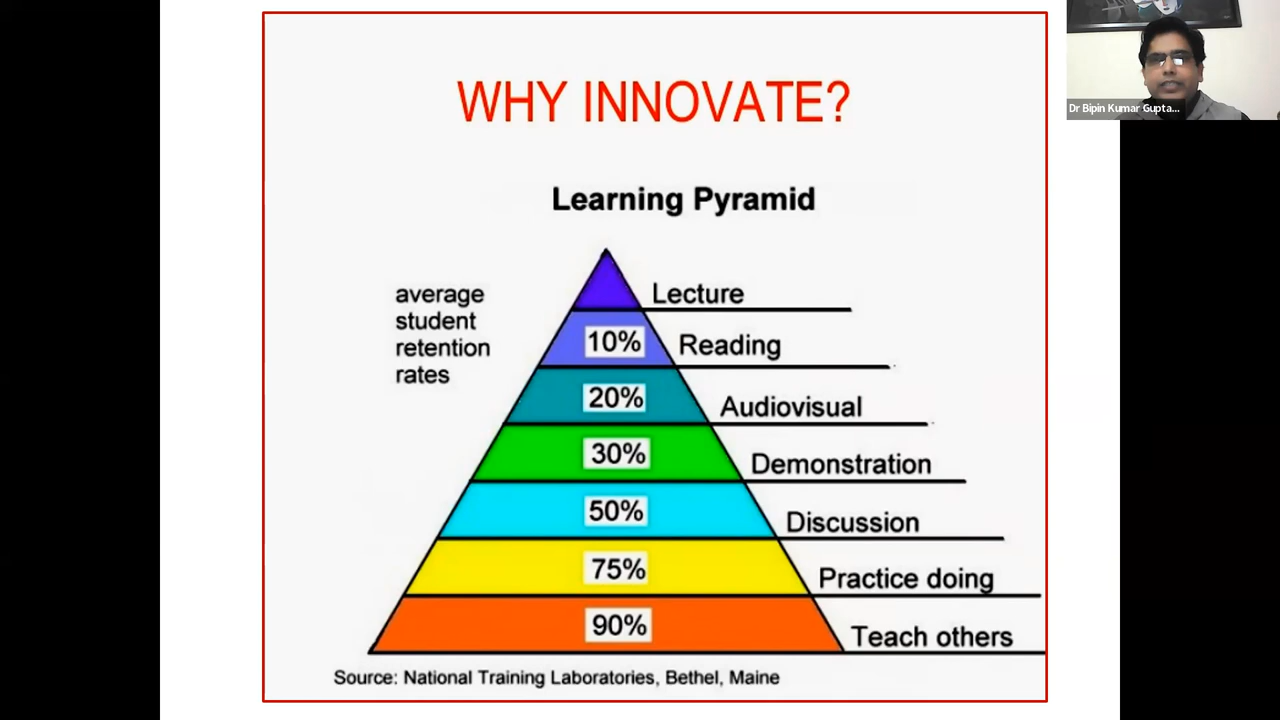 WHY INNOVATE?
Learning Pyramid
average
student
retention
rates
Lecture
10% Reading
20% Audiovisual
30% Demonstration
50% Discussion
75% Practice doing
90% Teach others
Source: National Training Laboratories, Bethel, Maine
Dr Bipin Kumar Gupta...